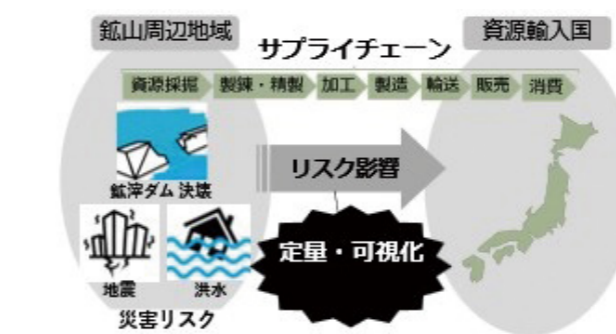 鉱山周辺地域
資源輸入国
サプライチェーン
資源採掘 製錬・精製 加工 製造 輸送 販売 消費
鉱滓ダム 決壊
リスク影響
定量・可視化
地震
洪水
災害リスク